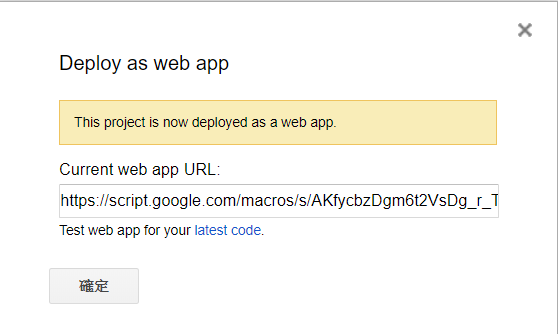 Deploy as web app
This project is now deployed as a web app.
Current web app URL:
https://script.google.com/macros/s/AKfycbzDgm6t2VsDg_r_T
Test web app for your latest code.
確定